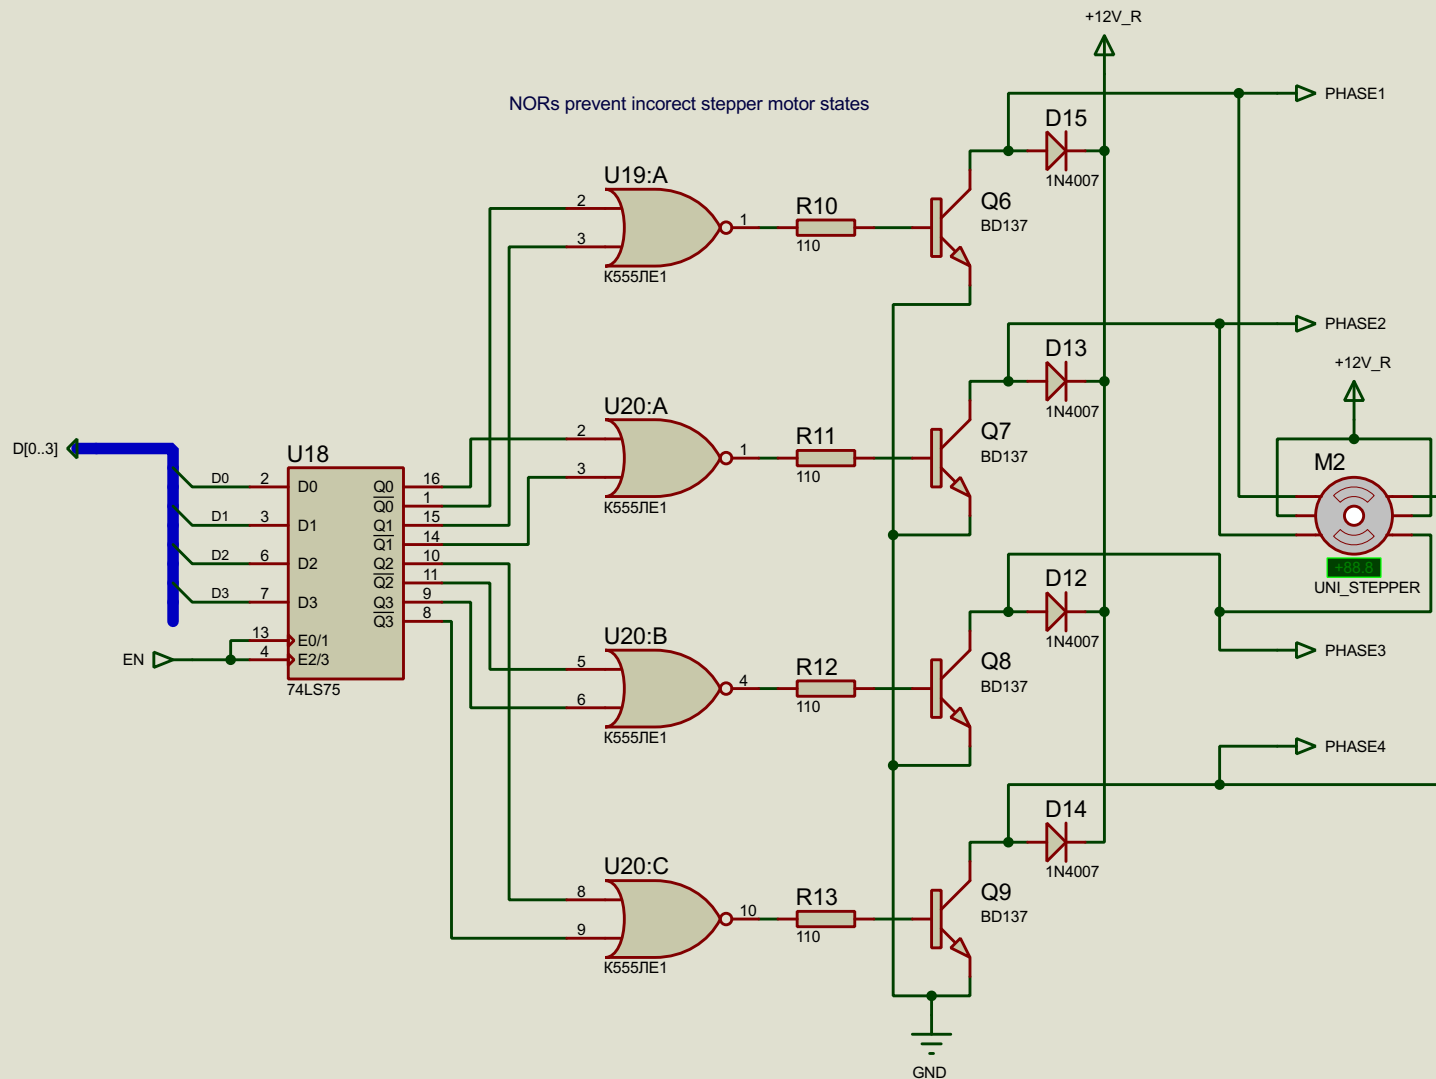 +12V_R
NORs prevent incorect stepper motor states
PHASE1
D15
1N4007
U19:A
2
3
1
К555ЛЕ1
R10
110
Q6
BD137
PHASE2
D13
1N4007
+12V_R
U20:A
2
3
1
К555ЛЕ1
R11
110
Q7
BD137
D[0..3]
U18
D0
D1
D2
D3
2
3
6
7
13
4
EN
D0
D1
D2
D3
E0/1
E2/3
Q0
Q0
Q1
Q1
Q2
Q2
Q3
Q3
16
1
15
14
10
11
9
8
74LS75
M2
+88.8
UNI_STEPPER
D12
1N4007
U20:B
5
6
4
К555ЛЕ1
R12
110
Q8
BD137
PHASE3
PHASE4
D14
1N4007
U20:C
8
9
10
К555ЛЕ1
R13
110
Q9
BD137
GND